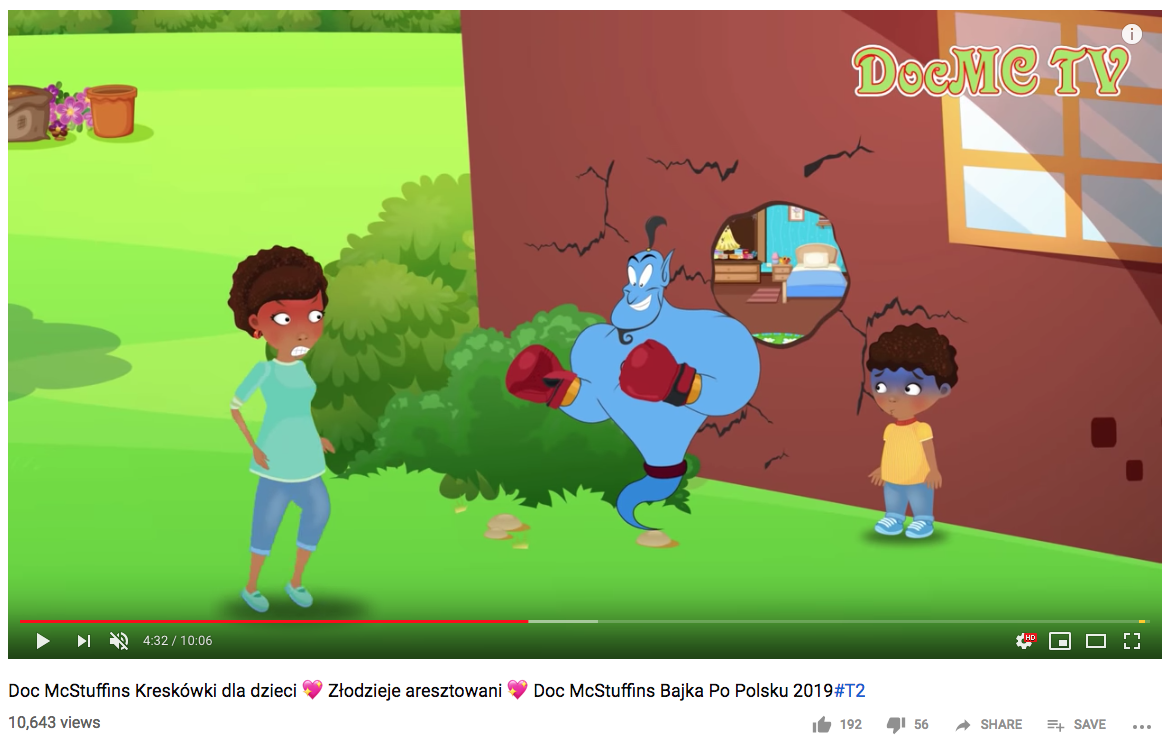 DocMC TV
4:32 / 10:06
HD
Doc McStuffins Kreskówki dla dzieci 💖 Złodzieje aresztowani 💖 Doc McStuffins Bajka Po Polsku 2019#T2
10,643 views
192
56
SHARE
SAVE